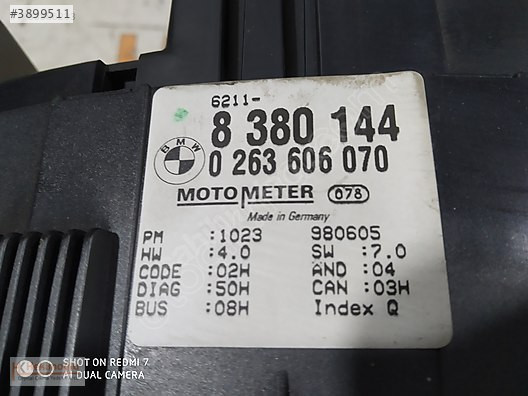 #3899511
6211-
8 380 144
BMW
0 263 606 070
MOTOMETER 078
Made in Germany
PM :1023 980605
HW :4.0 SW :7.0
CODE :02H AND :04
DIAG :50H CAN :03H
BUS :08H Index Q
SHOT ON REDMI 7
AI DUAL CAMERA